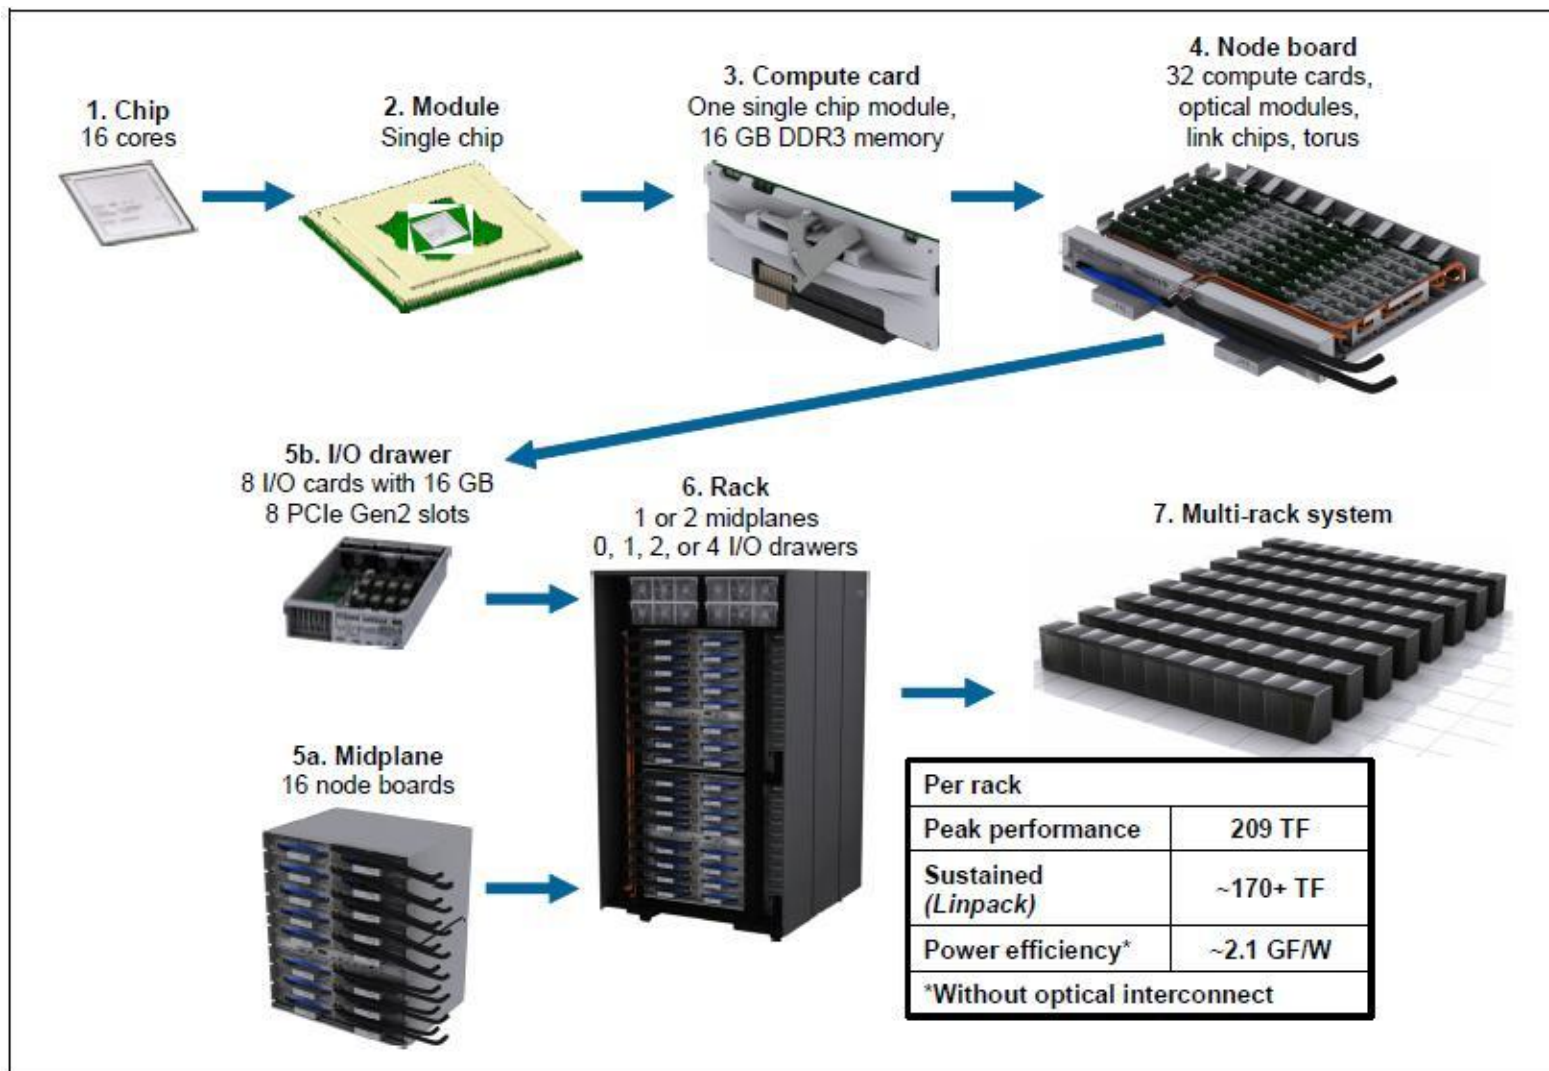 1. Chip
16 cores
2. Module
Single chip
3. Compute card
One single chip module,
16 GB DDR3 memory
4. Node board
32 compute cards,
optical modules,
link chips, torus
5b. I/O drawer
8 I/O cards with 16 GB
8 PCIe Gen2 slots
6. Rack
1 or 2 midplanes
0, 1, 2, or 4 I/O drawers
7. Multi-rack system
5a. Midplane
16 node boards
Per rack
Peak performance 209 TF
Sustained
(Linpack) ~170+ TF
Power efficiency* ~2.1 GF/W
*Without optical interconnect